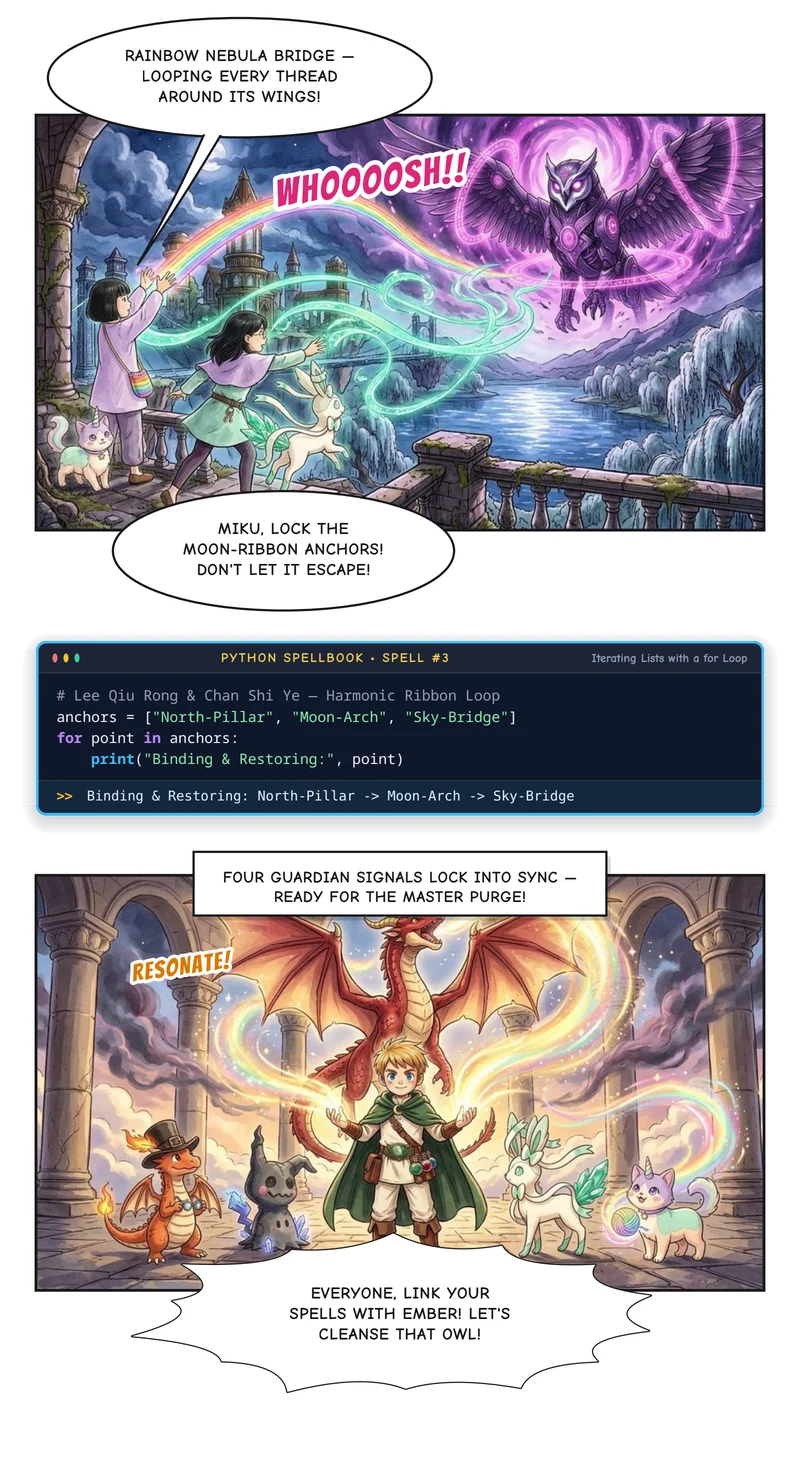 RAINBOW NEBULA BRIDGE —
LOOPING EVERY THREAD
AROUND ITS WINGS!
WHOOOOSH!!
MIKU, LOCK THE
MOON-RIBBON ANCHORS!
DON'T LET IT ESCAPE!
PYTHON SPELLBOOK • SPELL #3
Iterating Lists with a for Loop
# Lee Qiu Rong & Chan Shi Ye — Harmonic Ribbon Loop
anchors = ["North-Pillar", "Moon-Arch", "Sky-Bridge"]
for point in anchors:
    print("Binding & Restoring:", point)
>> Binding & Restoring: North-Pillar -> Moon-Arch -> Sky-Bridge
FOUR GUARDIAN SIGNALS LOCK INTO SYNC —
READY FOR THE MASTER PURGE!
RESONATE!
EVERYONE, LINK YOUR
SPELLS WITH EMBER! LET'S
CLEANSE THAT OWL!